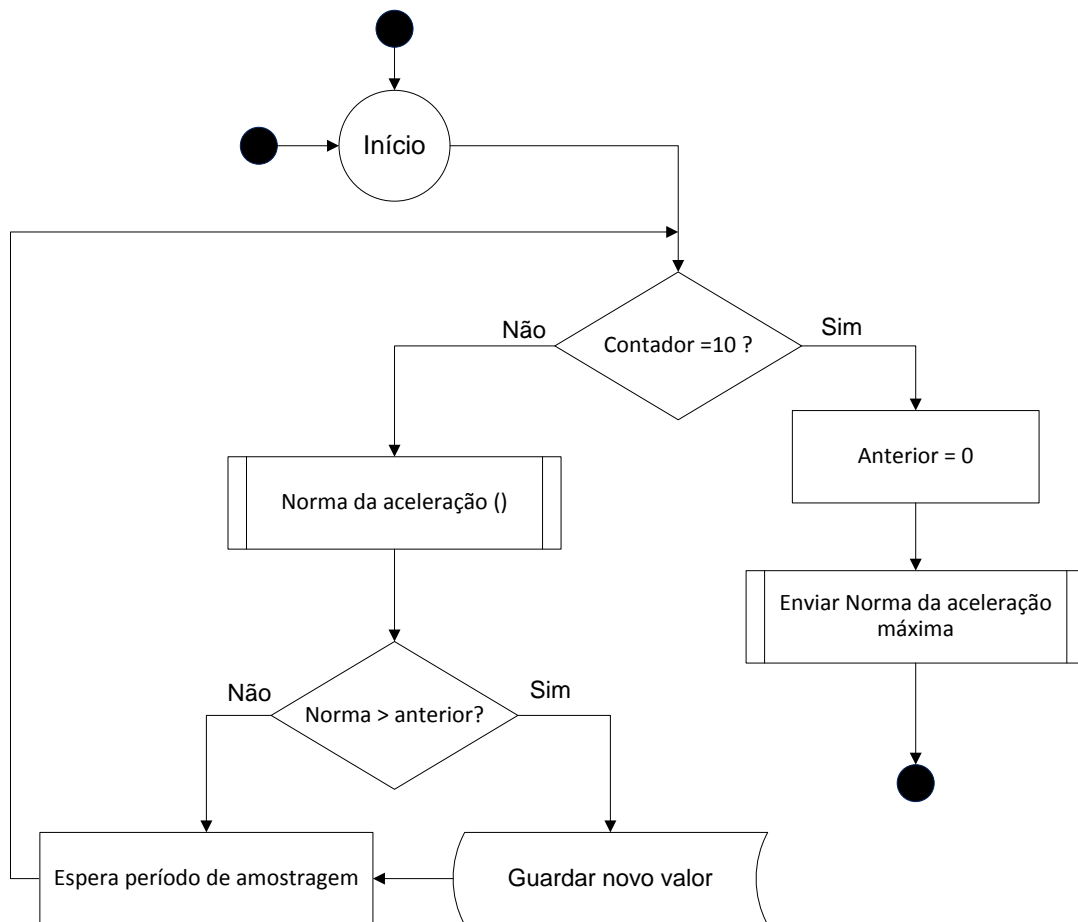 Início
Contador =10 ?
Não
Sim
Norma da aceleração ()
Anterior = 0
Enviar Norma da aceleração
máxima
Norma > anterior?
Não
Sim
Espera período de amostragem
Guardar novo valor